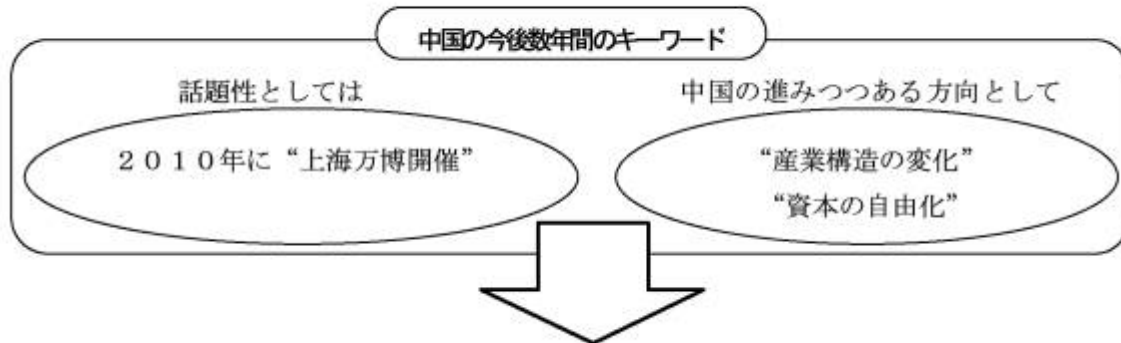 中国の今後数年間のキーワード
話題性としては
２０１０年に“上海万博開催”
中国の進みつつある方向として
“産業構造の変化”
“資本の自由化”